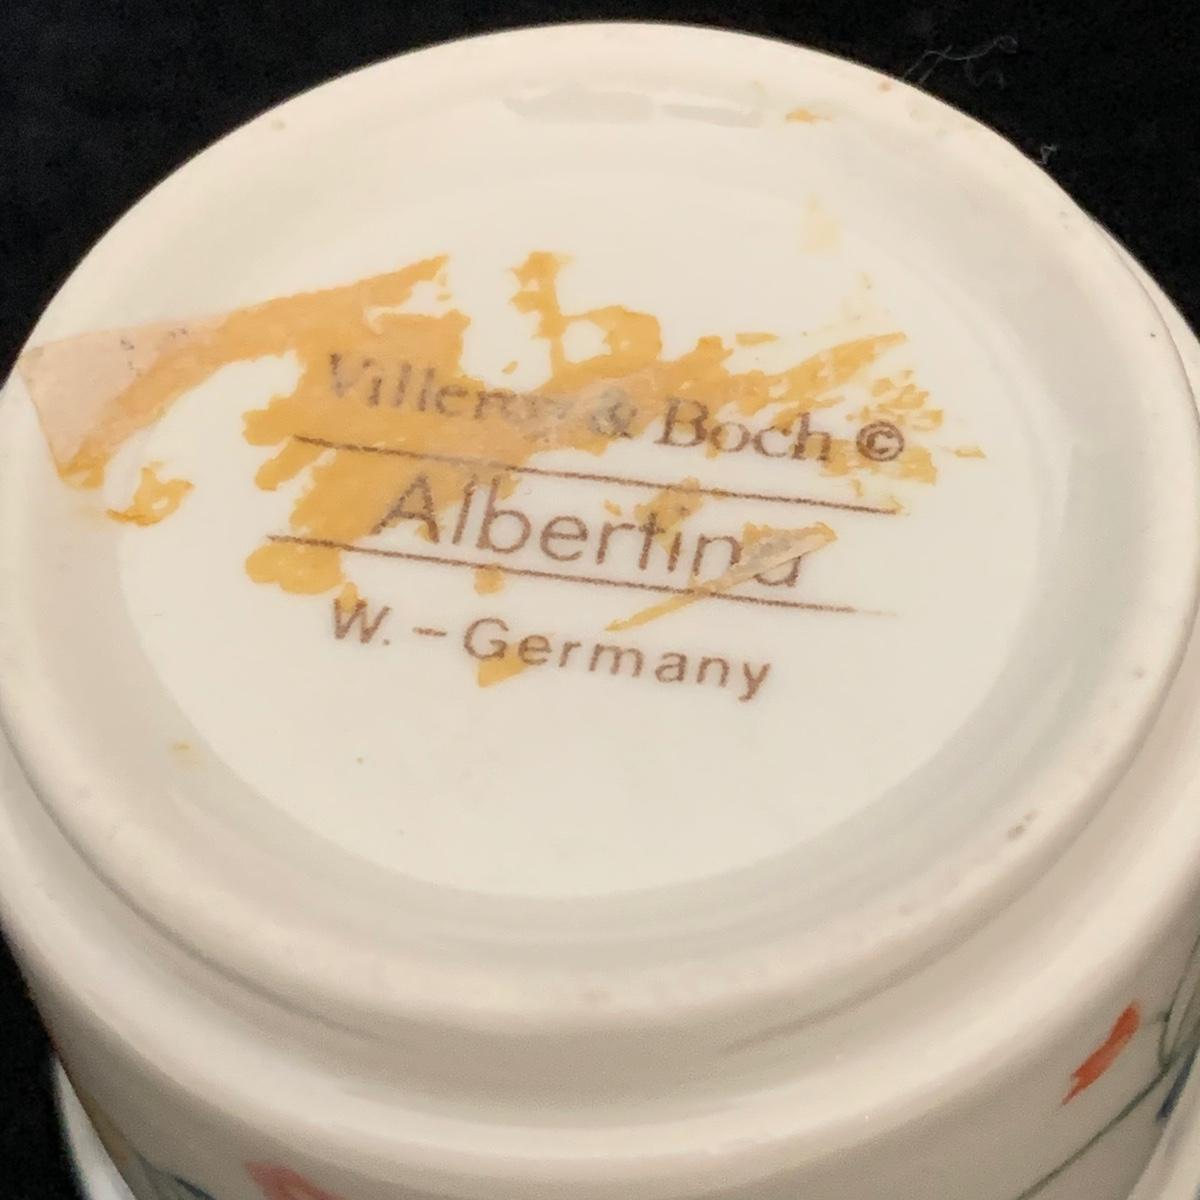 Villeroy & Boch ©
Albertina
W. - Germany